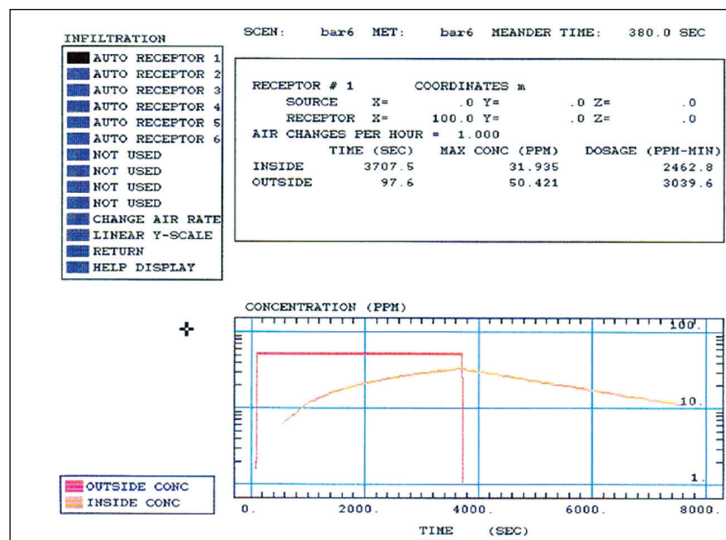 SCEN: bar6 MET: bar6 MEANDER TIME: 380.0 SEC
INFILTRATION
AUTO RECEPTOR 1
AUTO RECEPTOR 2
AUTO RECEPTOR 3
AUTO RECEPTOR 4
AUTO RECEPTOR 5
AUTO RECEPTOR 6
NOT USED
NOT USED
NOT USED
NOT USED
CHANGE AIR RATE
LINEAR Y-SCALE
RETURN
HELP DISPLAY
RECEPTOR # 1 COORDINATES m
SOURCE X= .0 Y= .0 Z= .0
RECEPTOR X= 100.0 Y= .0 Z= .0
AIR CHANGES PER HOUR = 1.000
TIME (SEC) MAX CONC (PPM) DOSAGE (PPM-MIN)
INSIDE 3707.5 31.935 2462.8
OUTSIDE 97.6 50.421 3039.6
CONCENTRATION (PPM)
100.
10.
1.
0. 2000. 4000. 6000. 8000.
TIME (SEC)
OUTSIDE CONC
INSIDE CONC